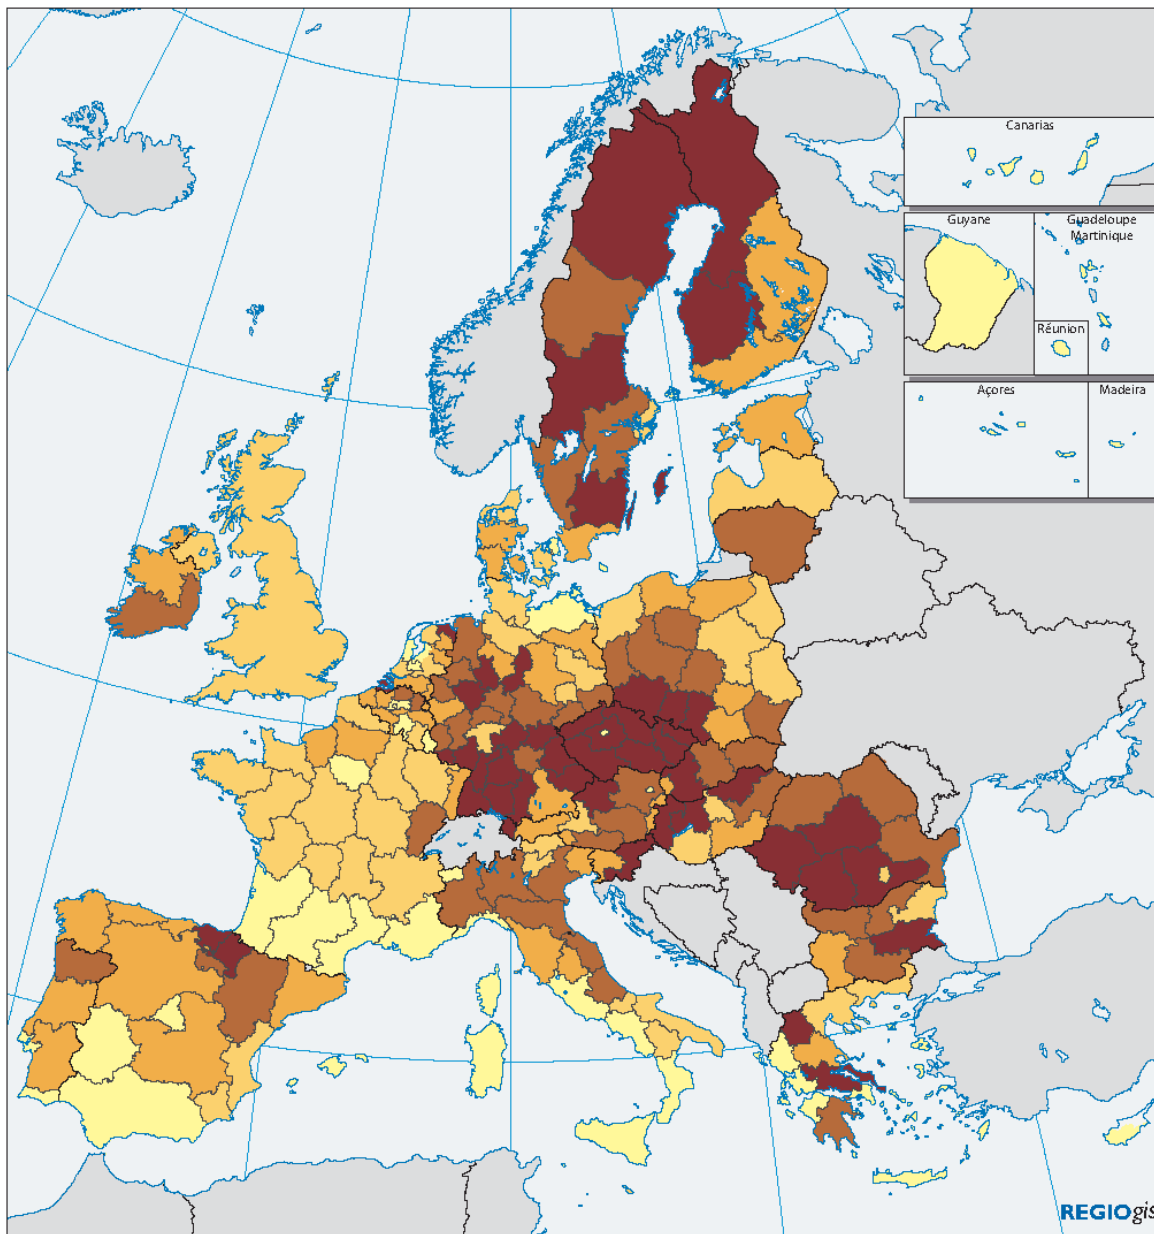 Canarias
Guyane
Guadeloupe
Martinique
Réunion
Açores
Madeira
REGIOgis